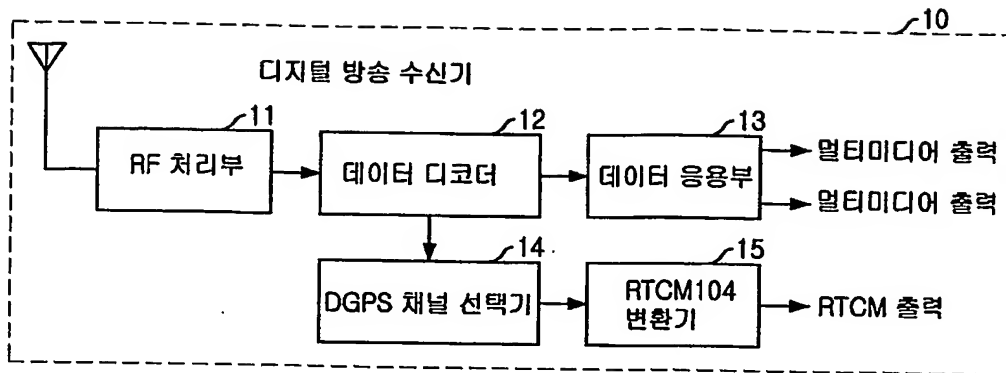 10
디지털 방송 수신기
11
12
13
RF 처리부
데이터 디코더
데이터 응용부
멀티미디어 출력
멀티미디어 출력
14
15
DGPS 채널 선택기
RTCM104
변환기
RTCM 출력